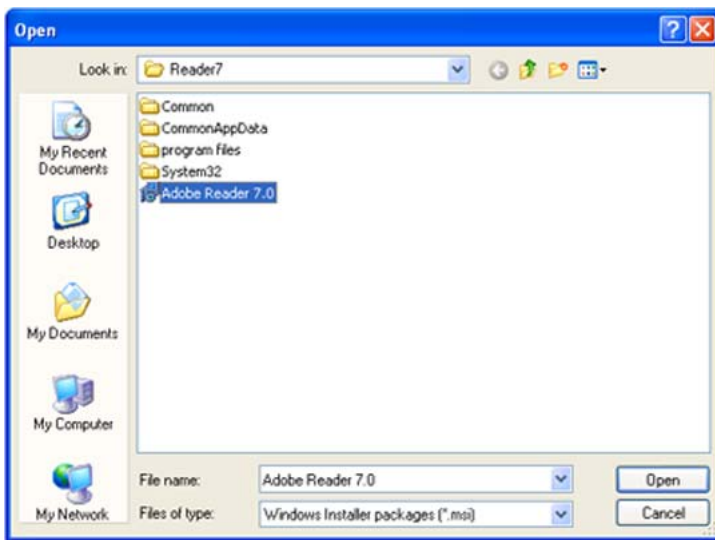 Open
Look in: Reader7
Common
CommonAppData
program files
System32
Adobe Reader 7.0
My Recent
Documents
Desktop
My Documents
My Computer
My Network
File name: Adobe Reader 7.0 Open
Files of type: Windows Installer packages (*.msi) Cancel